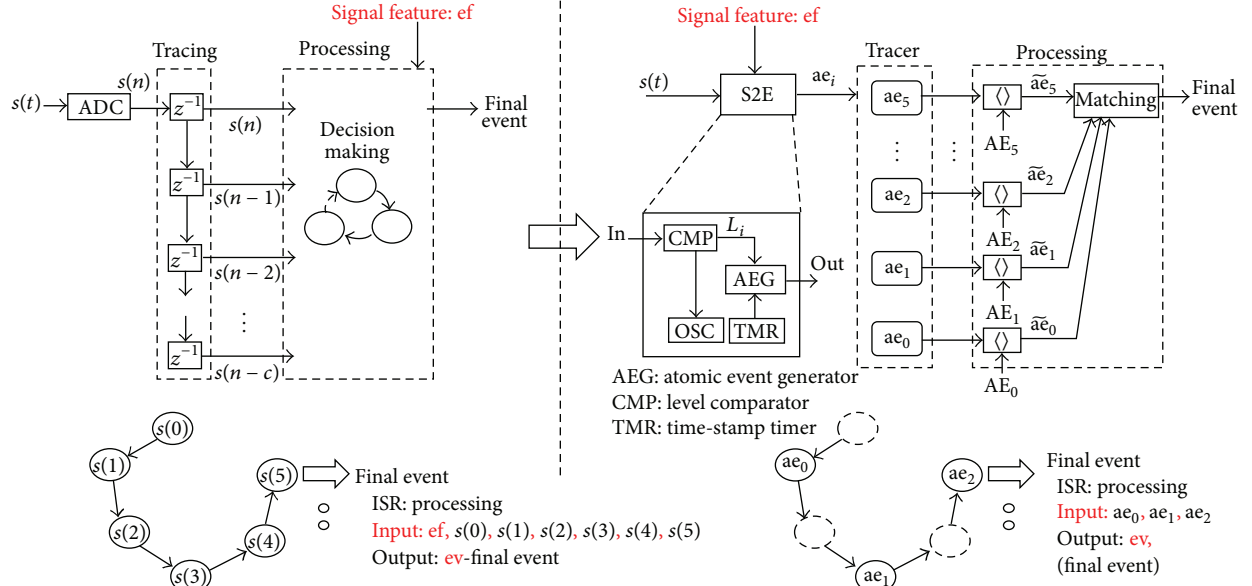 Signal feature: ef
Tracing
Processing
s(t)
ADC
s(n)
z⁻¹
s(n)
z⁻¹
s(n − 1)
z⁻¹
s(n − 2)
⋮
z⁻¹
s(n − c)
Decision
making
Final
event
s(0)
s(1)
s(2)
s(3)
s(4)
s(5)
Final event
ISR: processing
Input: ef, s(0), s(1), s(2), s(3), s(4), s(5)
Output: ev-final event
Signal feature: ef
s(t)
S2E
aeᵢ
Tracer
Processing
ae₅
⟨⟩
AE₅
ãe₅
Matching
Final
event
⋮
⋮
ae₂
⟨⟩
AE₂
ãe₂
ae₁
⟨⟩
AE₁
ãe₁
ae₀
⟨⟩
AE₀
ãe₀
In
CMP
Lᵢ
AEG
Out
OSC
TMR
AEG: atomic event generator
CMP: level comparator
TMR: time-stamp timer
ae₀
ae₁
ae₂
Final event
ISR: processing
Input: ae₀, ae₁, ae₂
Output: ev,
(final event)